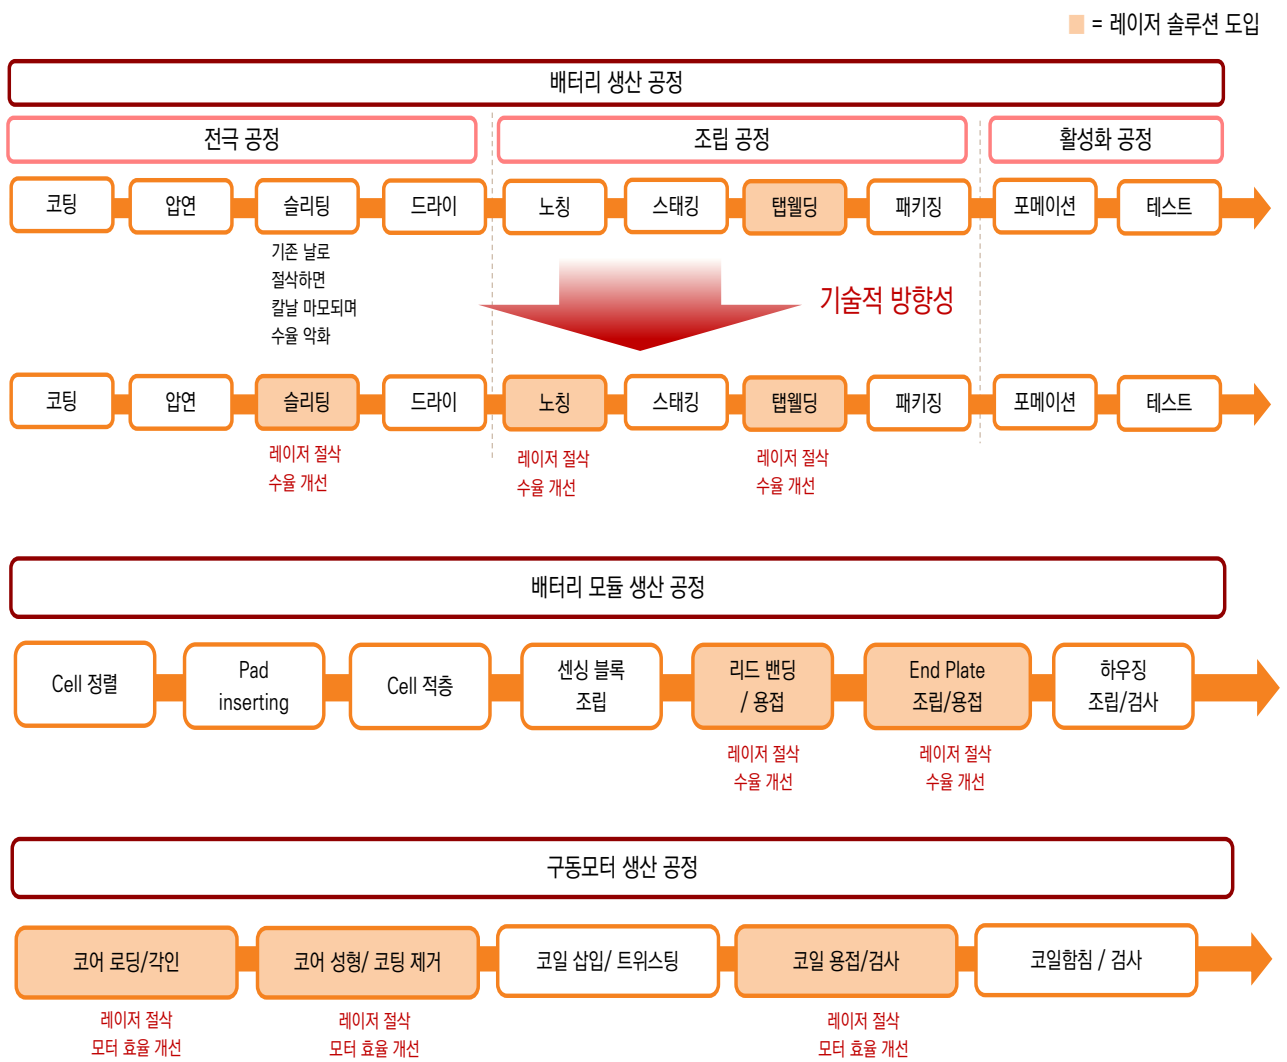 = 레이저 솔루션 도입
배터리 생산 공정
전극 공정
조립 공정
활성화 공정
코팅
압연
슬리팅
드라이
노칭
스태킹
탭웰딩
패키징
포메이션
테스트
기존 날로
절삭하면
칼날 마모되며
수율 악화
기술적 방향성
코팅
압연
슬리팅
드라이
노칭
스태킹
탭웰딩
패키징
포메이션
테스트
레이저 절삭
수율 개선
레이저 절삭
수율 개선
레이저 절삭
수율 개선
배터리 모듈 생산 공정
Cell 정렬
Pad
inserting
Cell 적층
센싱 블록
조립
리드 밴딩
/ 용접
End Plate
조립/용접
하우징
조립/검사
레이저 절삭
수율 개선
레이저 절삭
수율 개선
구동모터 생산 공정
코어 로딩/각인
코어 성형/ 코팅 제거
코일 삽입/ 트위스팅
코일 용접/검사
코일함침 / 검사
레이저 절삭
모터 효율 개선
레이저 절삭
모터 효율 개선
레이저 절삭
모터 효율 개선